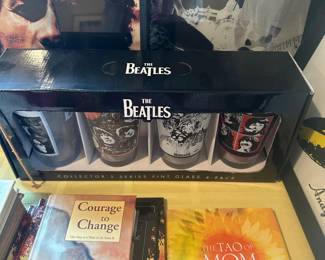 THE
BEATLES
THE
BEATLES
COLLECTOR'S SERIES PINT GLASS 4-PACK
Courage
to
Change
THE TAO OF
MOM